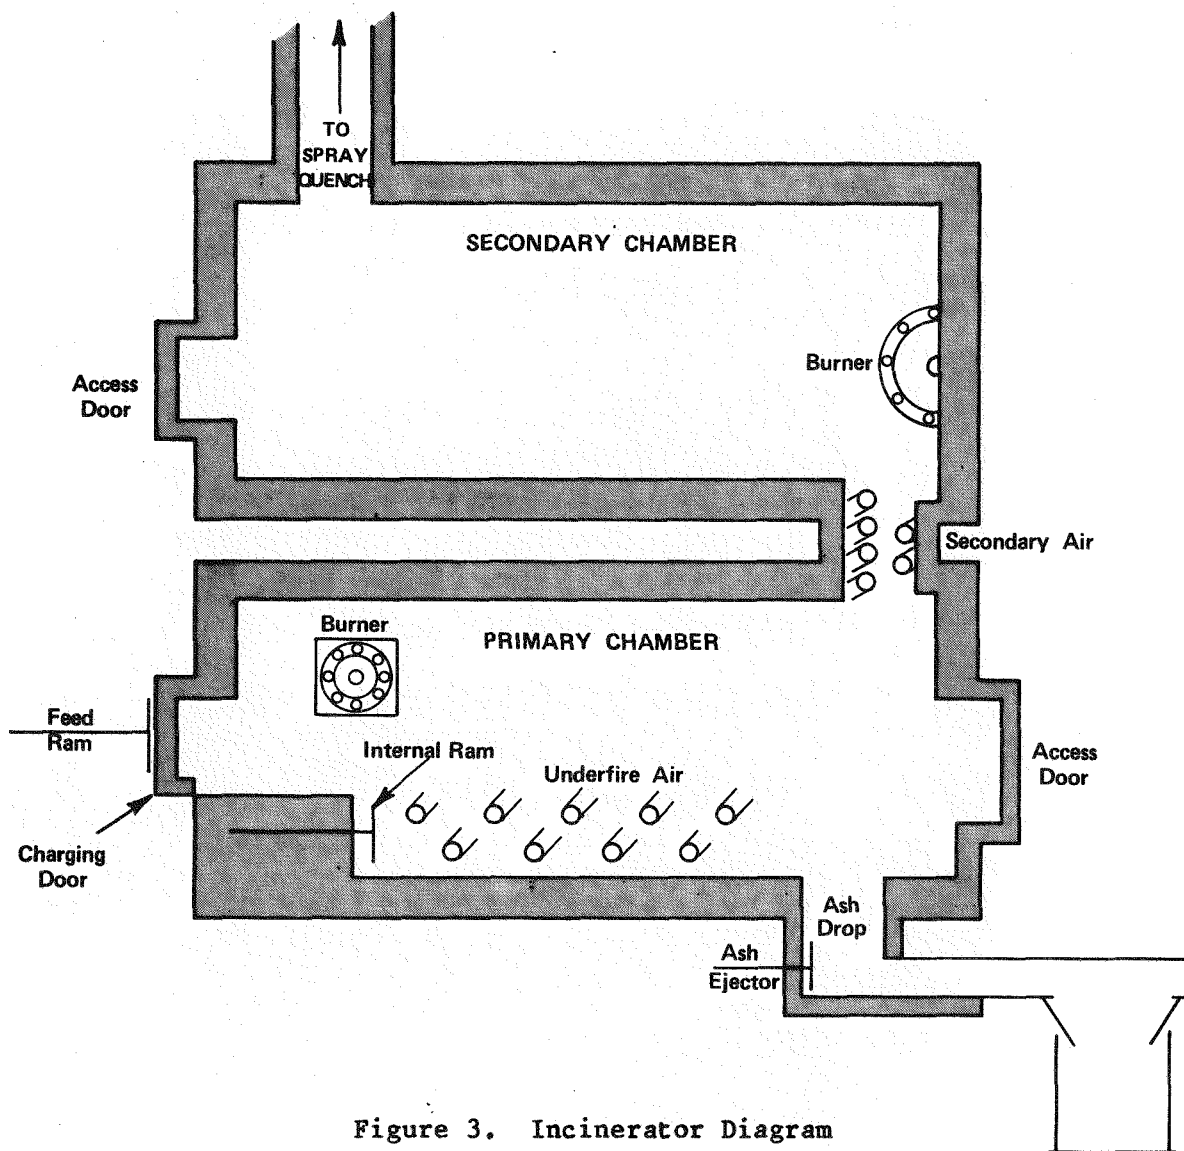 TO
SPRAY
QUENCH
SECONDARY CHAMBER
Burner
Access
Door
Secondary Air
Burner
PRIMARY CHAMBER
Feed
Ram
Internal Ram
Underfire Air
Access
Door
Charging
Door
Ash
Drop
Ash
Ejector
Figure 3. Incinerator Diagram